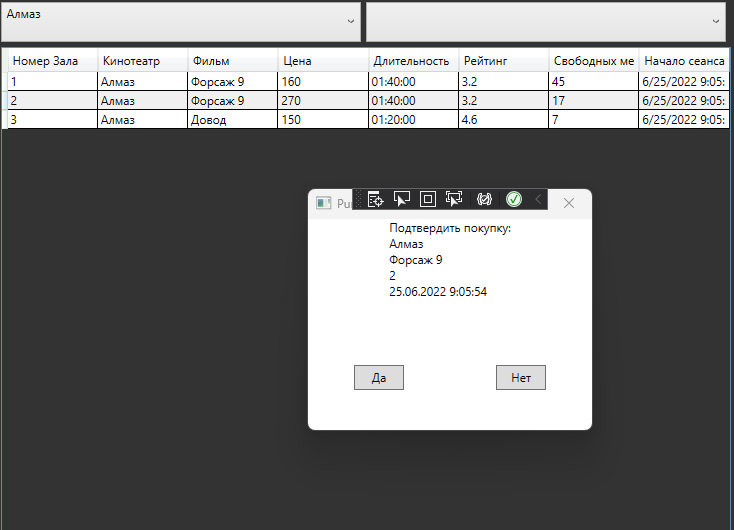 Алмаз
Номер Зала Кинотеатр Фильм Цена Длительность Рейтинг Свободных ме Начало сеанса
1 Алмаз Форсаж 9 160 01:40:00 3.2 45 6/25/2022 9:05:
2 Алмаз Форсаж 9 270 01:40:00 3.2 17 6/25/2022 9:05:
3 Алмаз Довод 150 01:20:00 4.6 7 6/25/2022 9:05:
Подтвердить покупку:
Алмаз
Форсаж 9
2
25.06.2022 9:05:54
Да Нет